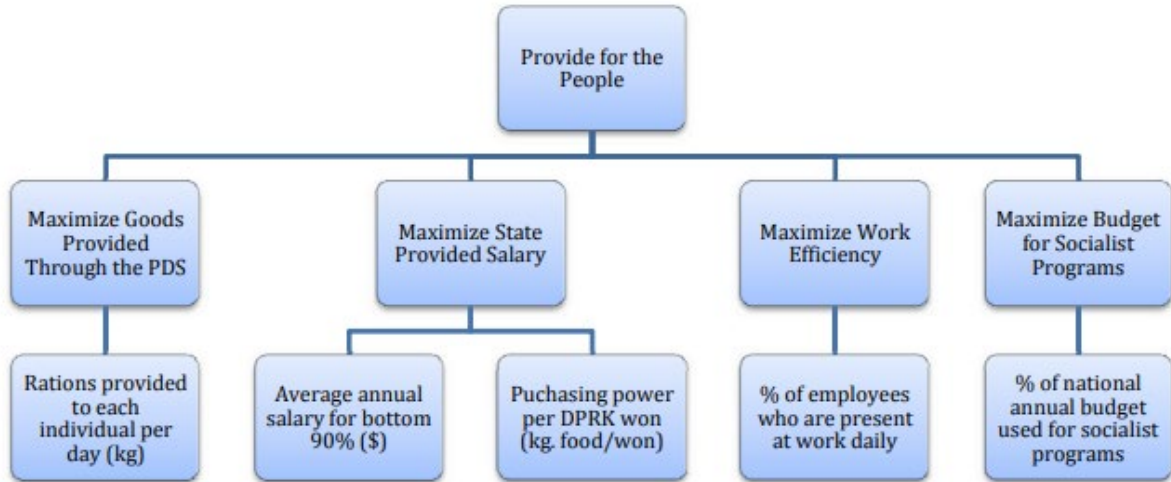 Provide for the
People
Maximize Goods
Provided
Through the PDS
Maximize State
Provided Salary
Maximize Work
Efficiency
Maximize Budget
for Socialist
Programs
Rations provided
to each
individual per
day (kg)
Average annual
salary for bottom
90% ($)
Puchasing power
per DPRK won
(kg. food/won)
% of employees
who are present
at work daily
% of national
annual budget
used for socialist
programs